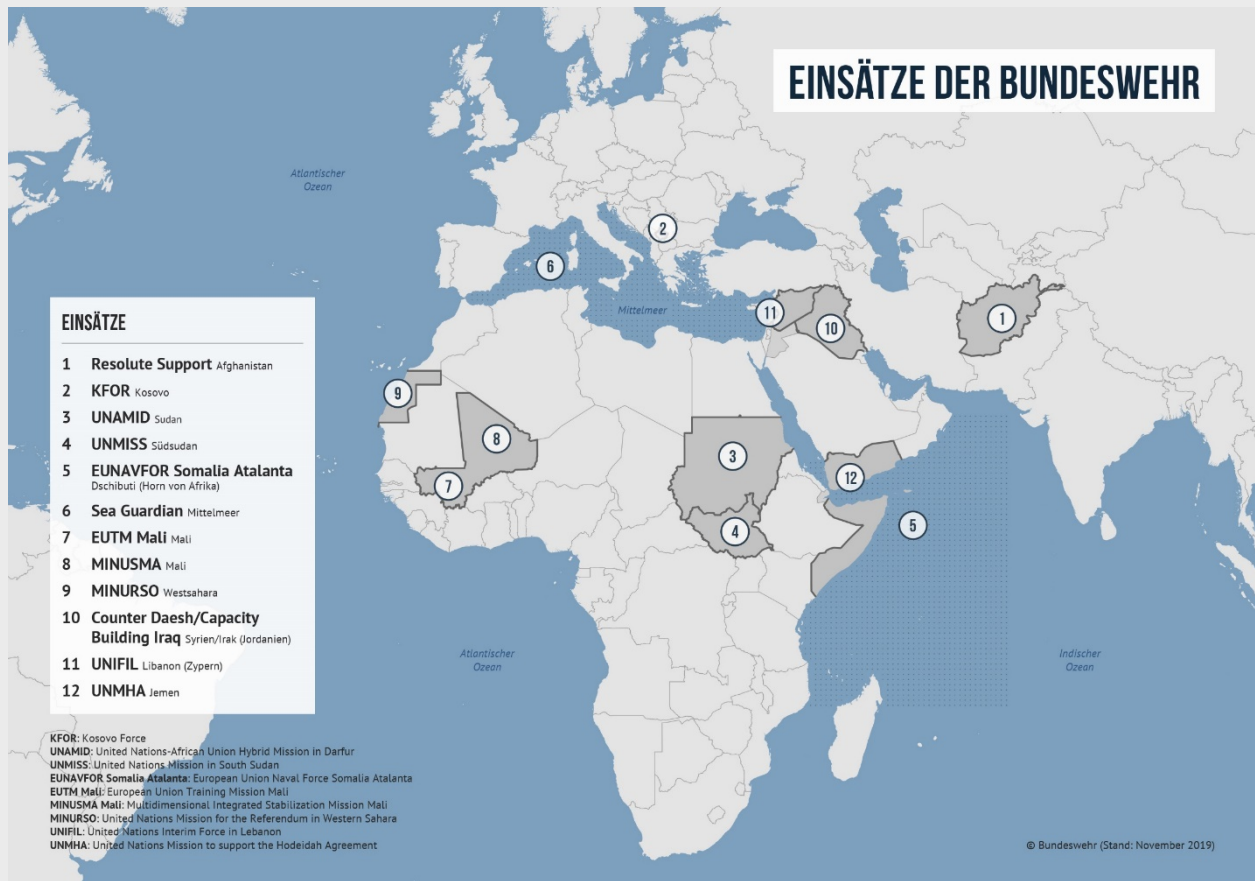 EINSÄTZE DER BUNDESWEHR
Atlantischer
Ozean
2
6
Mittelmeer
11
10
1
9
8
7
3
4
12
5
Atlantischer
Ozean
Indischer
Ozean
EINSÄTZE
1 Resolute Support Afghanistan
2 KFOR Kosovo
3 UNAMID Sudan
4 UNMISS Südsudan
5 EUNAVFOR Somalia Atalanta
Dschibuti (Horn von Afrika)
6 Sea Guardian Mittelmeer
7 EUTM Mali Mali
8 MINUSMA Mali
9 MINURSO Westsahara
10 Counter Daesh/Capacity
Building Iraq Syrien/Irak (Jordanien)
11 UNIFIL Libanon (Zypern)
12 UNMHA Jemen
KFOR: Kosovo Force
UNAMID: United Nations-African Union Hybrid Mission in Darfur
UNMISS: United Nations Mission in South Sudan
EUNAVFOR Somalia Atalanta: European Union Naval Force Somalia Atalanta
EUTM Mali: European Union Training Mission Mali
MINUSMA Mali: Multidimensional Integrated Stabilization Mission Mali
MINURSO: United Nations Mission for the Referendum in Western Sahara
UNIFIL: United Nations Interim Force in Lebanon
UNMHA: United Nations Mission to support the Hodeidah Agreement
© Bundeswehr (Stand: November 2019)